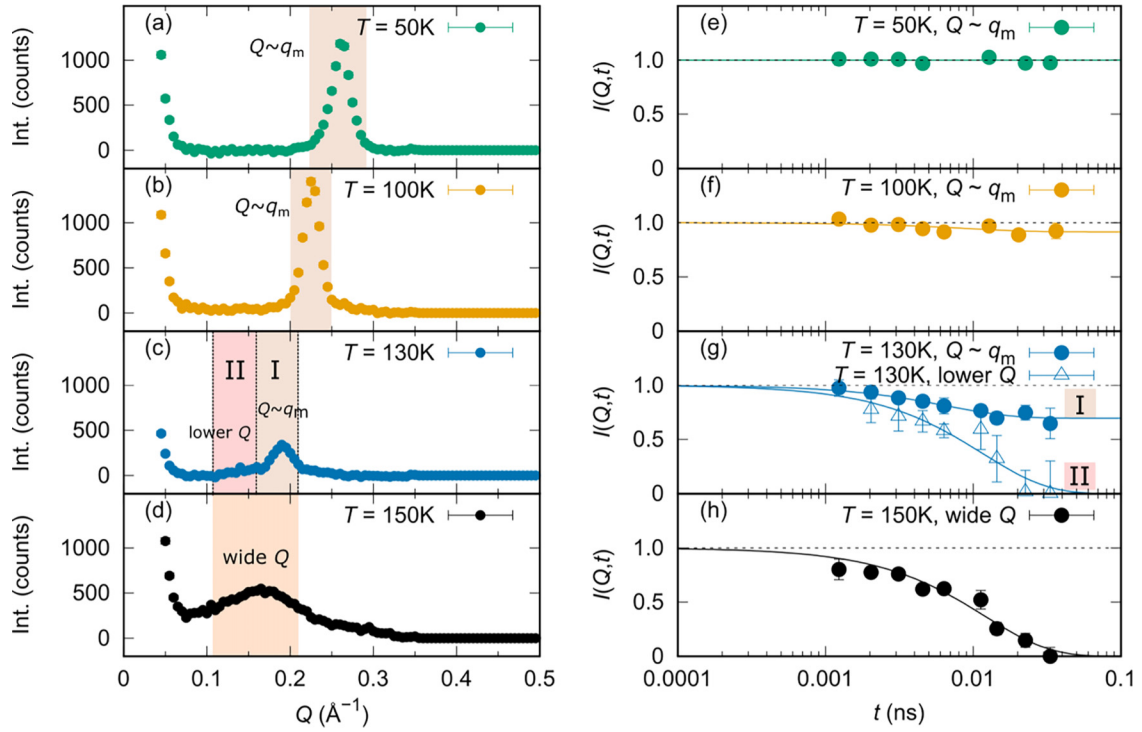 (a)
T = 50K
Q~qm
Int. (counts)
1000
500
0
(b)
T = 100K
Q~qm
Int. (counts)
1000
500
0
(c)
T = 130K
II
I
Q~qm
lower Q
Int. (counts)
1000
500
0
(d)
T = 150K
wide Q
Int. (counts)
1000
500
0
0
0.1
0.2
0.3
0.4
0.5
Q (Å−1)
(e)
T = 50K, Q ~ qm
I(Q,t)
1.0
0.5
0
(f)
T = 100K, Q ~ qm
I(Q,t)
1.0
0.5
0
(g)
T = 130K, Q ~ qm
T = 130K, lower Q
I
II
I(Q,t)
1.0
0.5
0
(h)
T = 150K, wide Q
I(Q,t)
1.0
0.5
0
0.0001
0.001
0.01
0.1
t (ns)